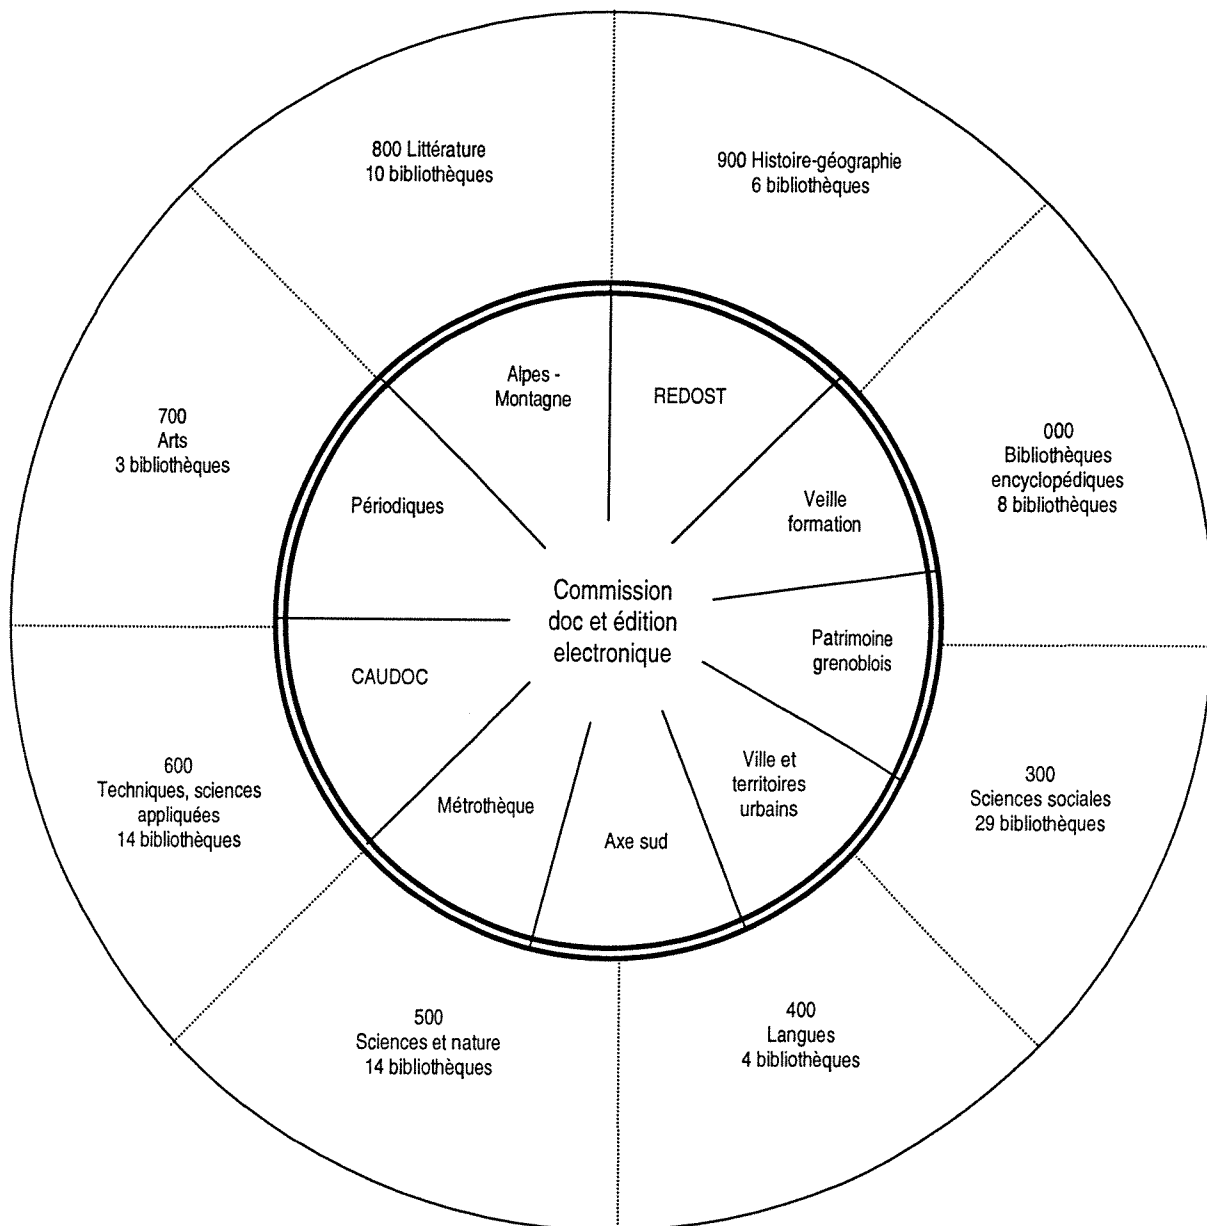 800 Littérature
10 bibliothèques
900 Histoire-géographie
6 bibliothèques
000
Bibliothèques
encyclopédiques
8 bibliothèques
300
Sciences sociales
29 bibliothèques
400
Langues
4 bibliothèques
500
Sciences et nature
14 bibliothèques
600
Techniques, sciences
appliquées
14 bibliothèques
700
Arts
3 bibliothèques
Alpes -
Montagne
REDOST
Veille
formation
Patrimoine
grenoblois
Ville et
territoires
urbains
Axe sud
Métrothèque
CAUDOC
Périodiques
Commission
doc et édition
electronique